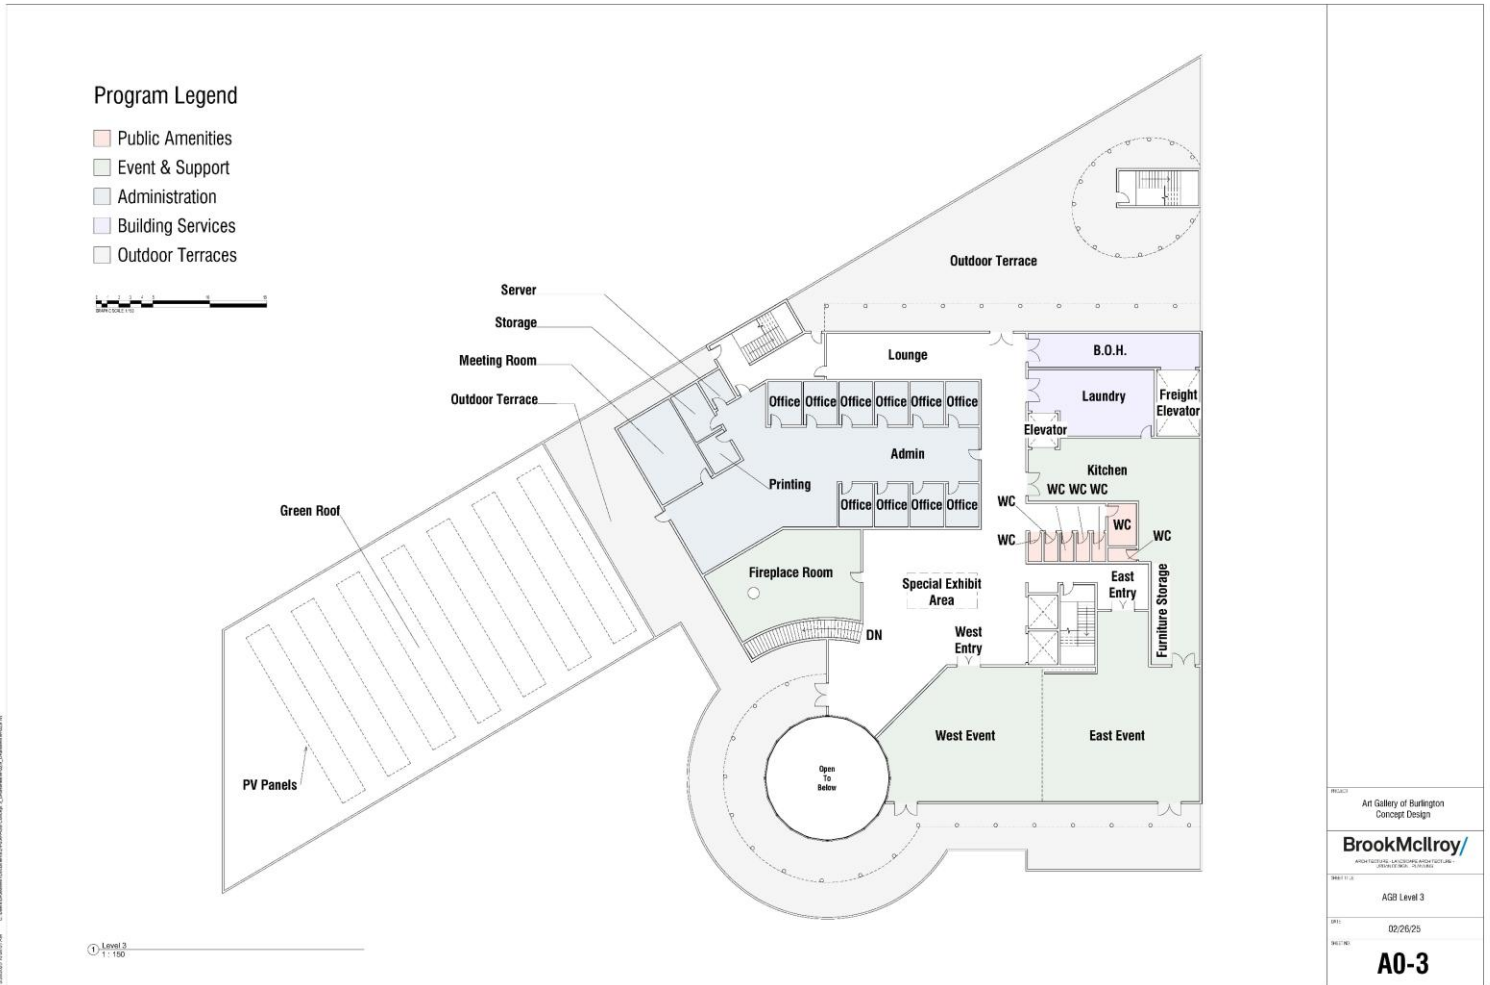 Program Legend
Public Amenities
Event & Support
Administration
Building Services
Outdoor Terraces
Outdoor Terrace
Server
Storage
Meeting Room
Outdoor Terrace
Lounge
B.O.H.
Laundry
Freight
Elevator
Elevator
Office Office Office Office Office Office
Admin
Kitchen
Printing
Office Office Office Office
WC WC WC
WC
WC
WC
WC
Green Roof
Fireplace Room
Special Exhibit
Area
East
Entry
Furniture Storage
DN
West
Entry
West Event
East Event
Open
To
Below
PV Panels
1
Level 3
1 : 150
Art Gallery of Burlington
Concept Design
BrookMcIlroy/
AGB Level 3
02/26/25
A0-3